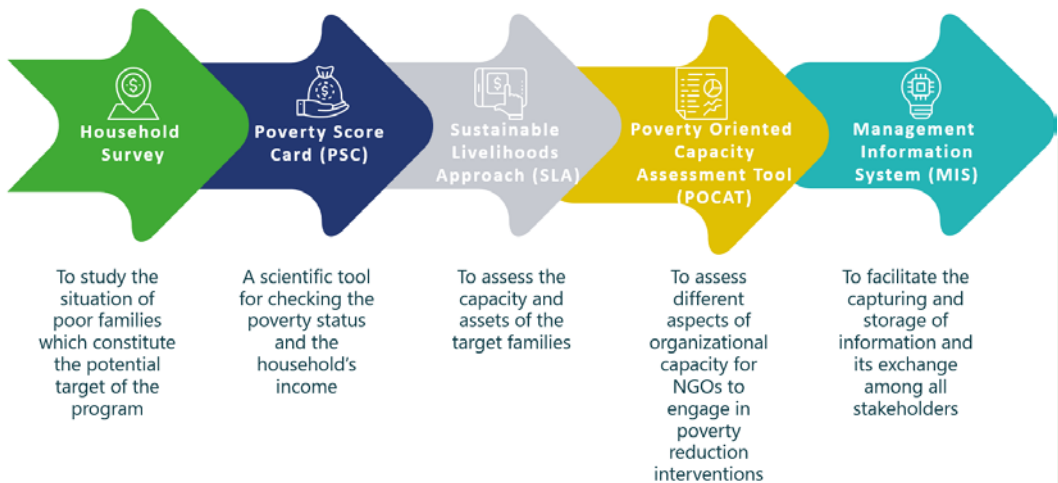 Household
Survey
Poverty Score
Card (PSC)
Sustainable
Livelihoods
Approach (SLA)
Poverty Oriented
Capacity
Assessment Tool
(POCAT)
Management
Information
System (MIS)
To study the
situation of
poor families
which constitute
the potential
target of the
program
A scientific tool
for checking the
poverty status
and the
household's
income
To assess the
capacity and
assets of the
target families
To assess
different
aspects of
organizational
capacity for
NGOs to
engage in
poverty
reduction
interventions
To facilitate the
capturing and
storage of
information and
its exchange
among all
stakeholders